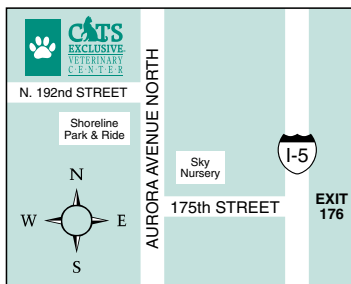 CATS
EXCLUSIVE
VETERINARY
CENTER
N. 192nd STREET
Shoreline
Park & Ride
AURORA AVENUE NORTH
Sky
Nursery
I-5
175th STREET
EXIT
176
N
W
E
S